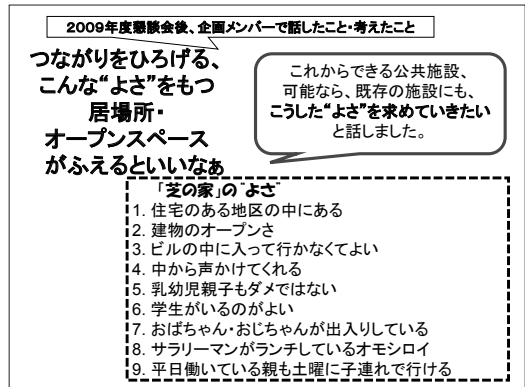 2009年度懇談会後、企画メンバーで話したこと・考えたこと
つながりをひろげる、
こんな“よさ”をもつ
居場所・
オープンスペース
がふえるといいなぁ
これからできる公共施設、
可能なら、既存の施設にも、
こうした“よさ”を求めていきたい
と話しました。
「芝の家」の“よさ”
1. 住宅のある地区の中にある
2. 建物のオープンさ
3. ビルの中に入って行かなくてよい
4. 中から声かけてくれる
5. 乳幼児親子もダメではない
6. 学生がいるのがよい
7. おばちゃん・おじちゃんが出入りしている
8. サラリーマンがランチしているオモシロイ
9. 平日働いている親も土曜に子連れで行ける